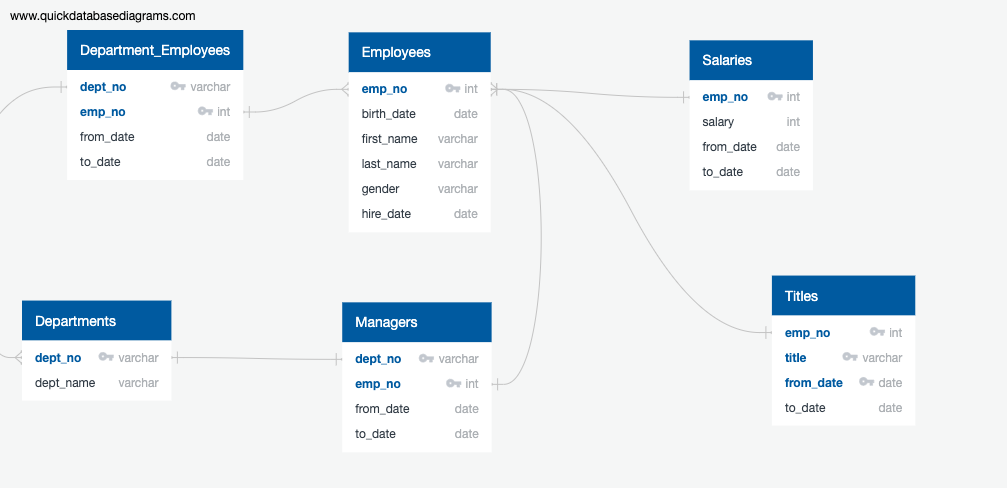 www.quickdatabasediagrams.com
Department_Employees
dept_no varchar
emp_no int
from_date date
to_date date
Employees
emp_no int
birth_date date
first_name varchar
last_name varchar
gender varchar
hire_date date
Salaries
emp_no int
salary int
from_date date
to_date date
Departments
dept_no varchar
dept_name varchar
Managers
dept_no varchar
emp_no int
from_date date
to_date date
Titles
emp_no int
title varchar
from_date date
to_date date